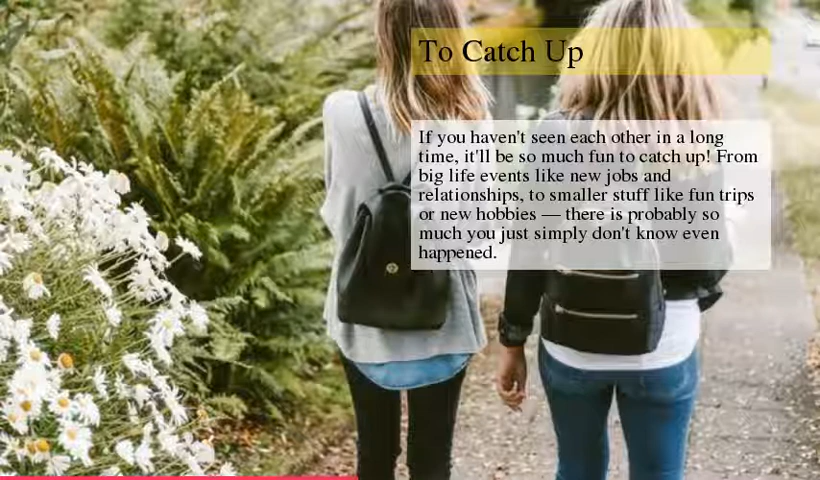 To Catch Up
If you haven't seen each other in a long
time, it'll be so much fun to catch up! From
big life events like new jobs and
relationships, to smaller stuff like fun trips
or new hobbies — there is probably so
much you just simply don't know even
happened.